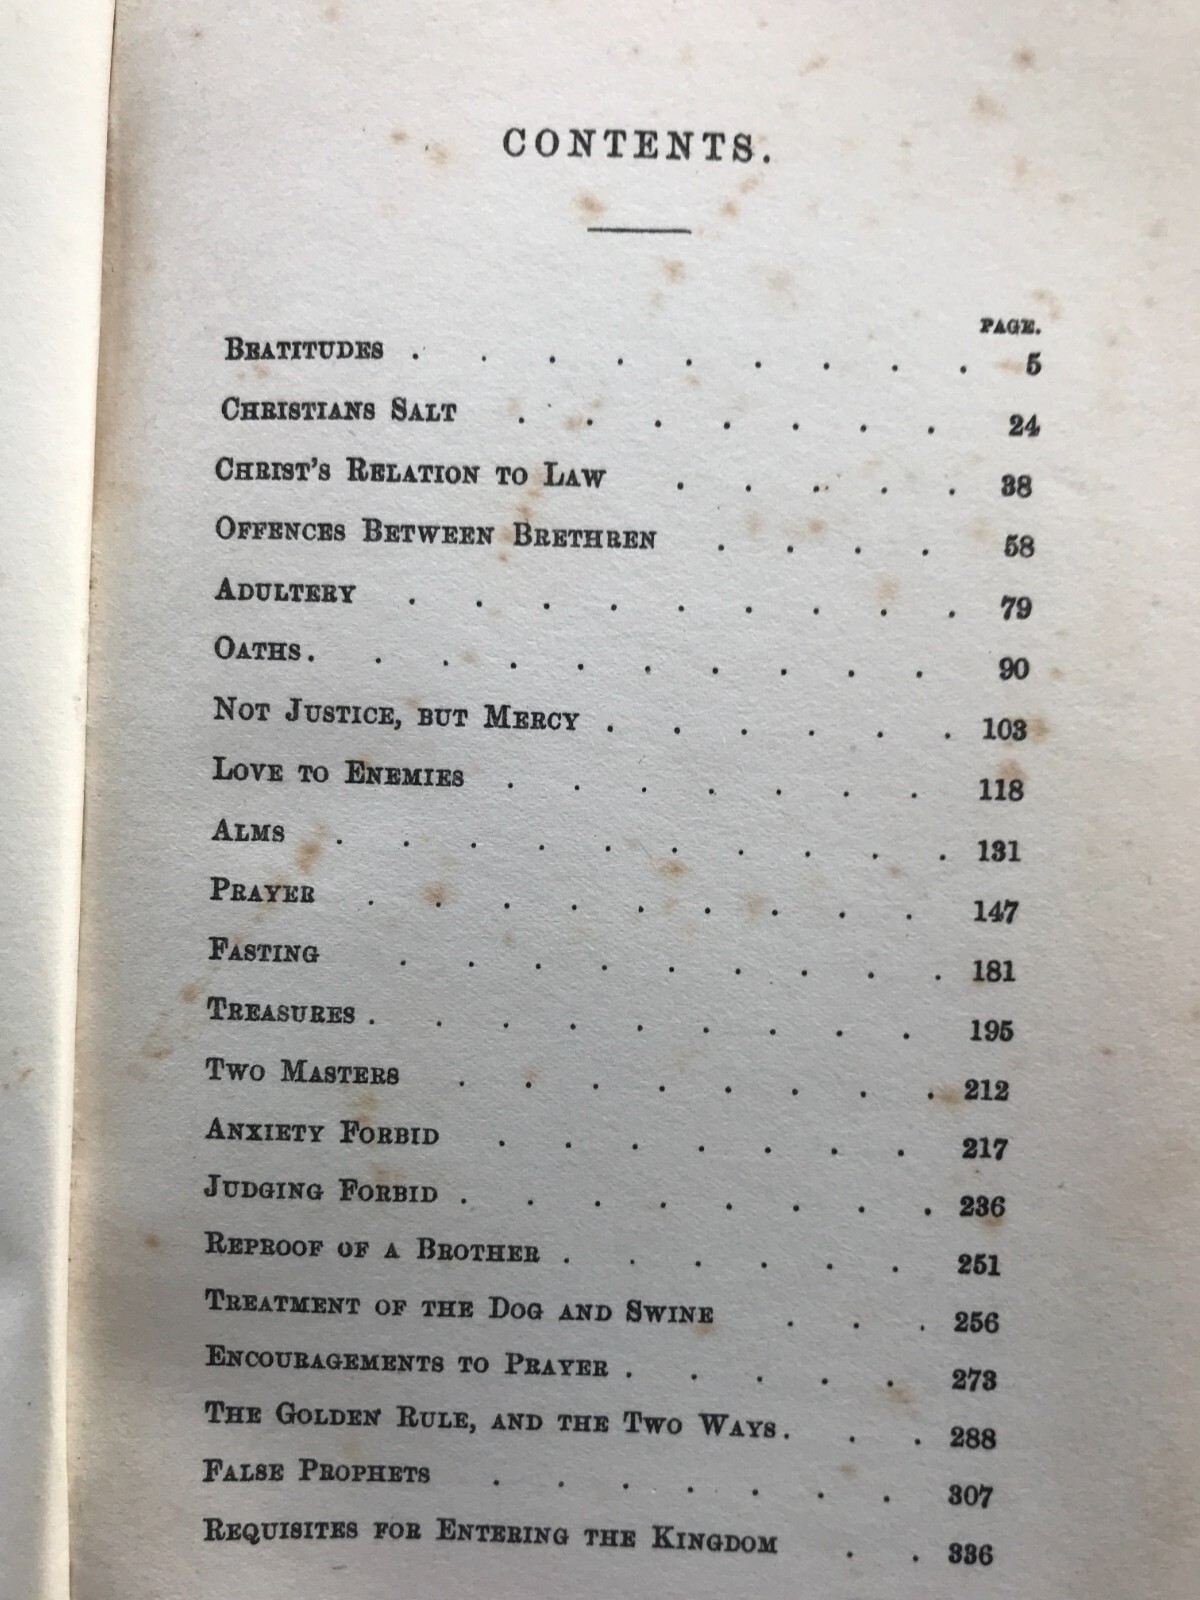 CONTENTS.
PAGE.
BEATITUDES . . . . . . . . . 5
CHRISTIANS SALT . . . . . . . 24
CHRIST'S RELATION TO LAW . . . . . 38
OFFENCES BETWEEN BRETHREN . . . . 58
ADULTERY . . . . . . . . . 79
OATHS. . . . . . . . . . 90
NOT JUSTICE, BUT MERCY . . . . . . 103
LOVE TO ENEMIES . . . . . . . 118
ALMS . . . . . . . . . . 131
PRAYER . . . . . . . . . 147
FASTING . . . . . . . . . 181
TREASURES . . . . . . . . . 195
TWO MASTERS . . . . . . . . 212
ANXIETY FORBID . . . . . . . 217
JUDGING FORBID . . . . . . . . 236
REPROOF OF A BROTHER . . . . . . 251
TREATMENT OF THE DOG AND SWINE . . . 256
ENCOURAGEMENTS TO PRAYER . . . . . 273
THE GOLDEN RULE, AND THE TWO WAYS. . . 288
FALSE PROPHETS . . . . . . . 307
REQUISITES FOR ENTERING THE KINGDOM . . 336